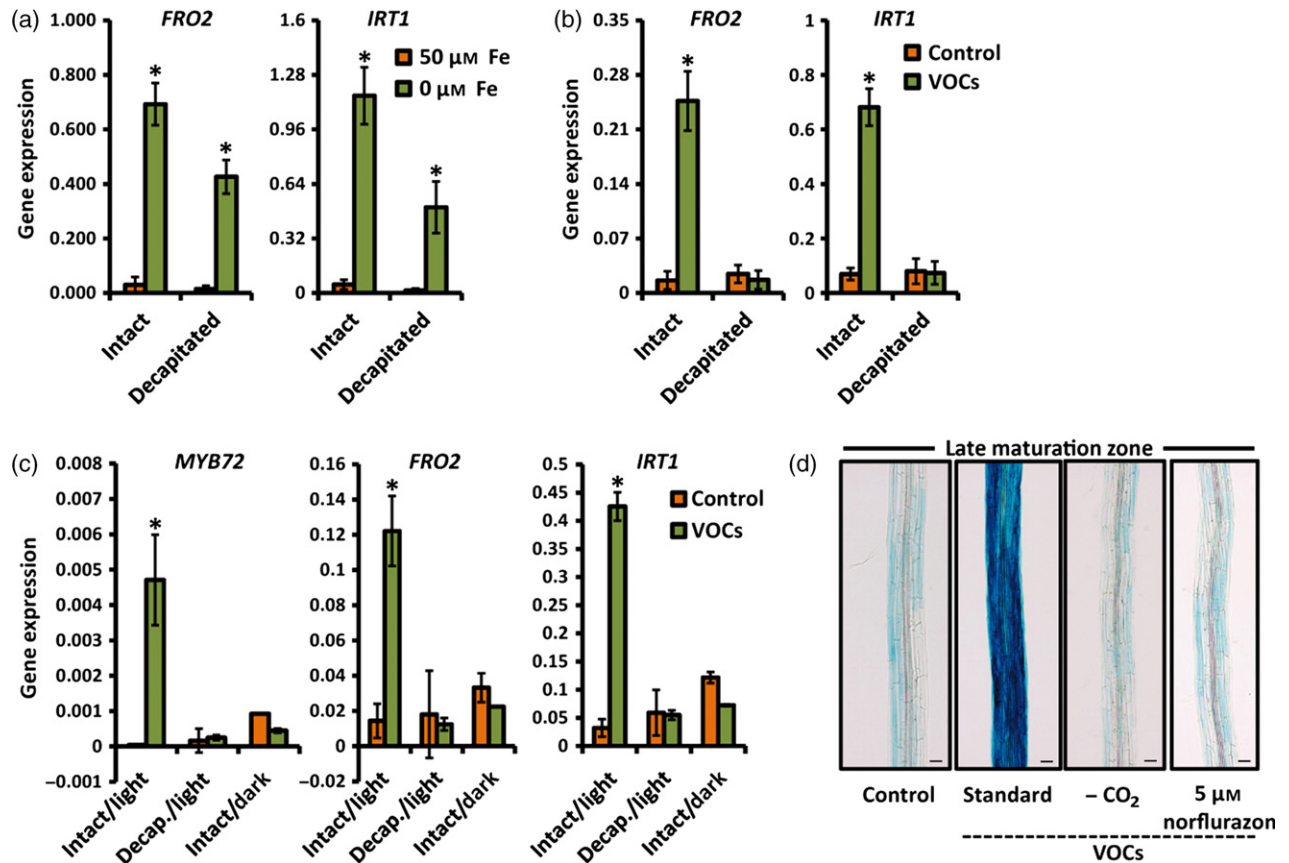 (a)
FRO2
IRT1
Gene expression
1.000
0.800
0.600
0.400
0.200
0.000
1.6
1.28
0.96
0.64
0.32
0
50 μM Fe
0 μM Fe
*
*
*
*
Intact
Decapitated
Intact
Decapitated
(b)
FRO2
IRT1
Gene expression
0.35
0.28
0.21
0.14
0.07
0
1
0.8
0.6
0.4
0.2
0
Control
VOCs
*
*
Intact
Decapitated
Intact
Decapitated
(c)
MYB72
FRO2
IRT1
Gene expression
0.008
0.007
0.006
0.005
0.004
0.003
0.002
0.001
0
−0.001
0.16
0.14
0.12
0.1
0.08
0.06
0.04
0.02
0
−0.02
0.5
0.45
0.4
0.35
0.3
0.25
0.2
0.15
0.1
0.05
0
Control
VOCs
*
*
*
Intact/light
Decap./light
Intact/dark
Intact/light
Decap./light
Intact/dark
Intact/light
Decap./light
Intact/dark
(d)
Late maturation zone
Control
Standard
− CO₂
5 μM
norflurazon
VOCs